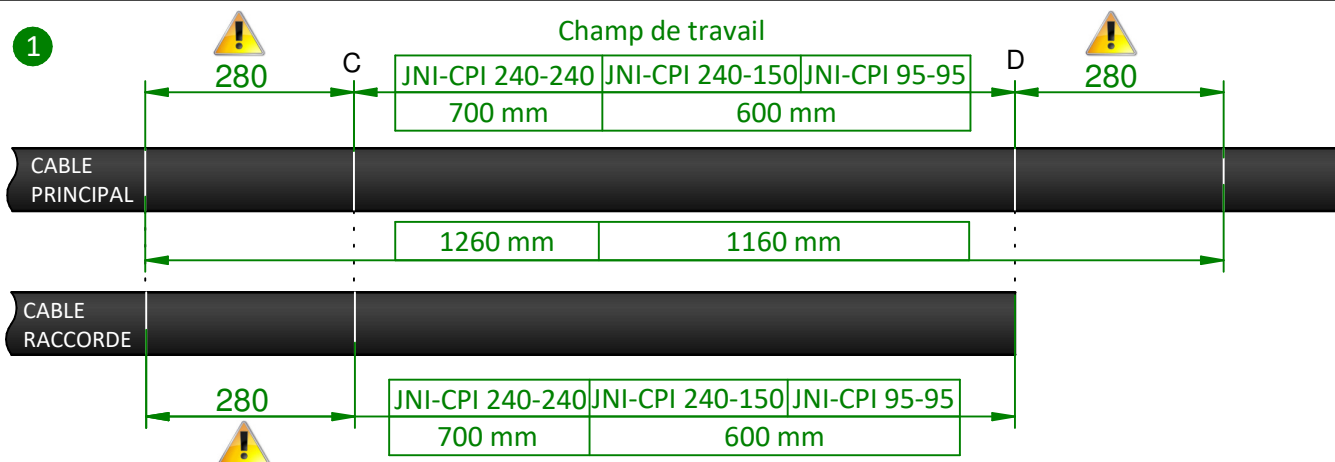 1
Champ de travail
280 C JNI-CPI 240-240 JNI-CPI 240-150 JNI-CPI 95-95 D 280
700 mm 600 mm
CABLE
PRINCIPAL
1260 mm 1160 mm
CABLE
RACCORDE
280 JNI-CPI 240-240 JNI-CPI 240-150 JNI-CPI 95-95
700 mm 600 mm